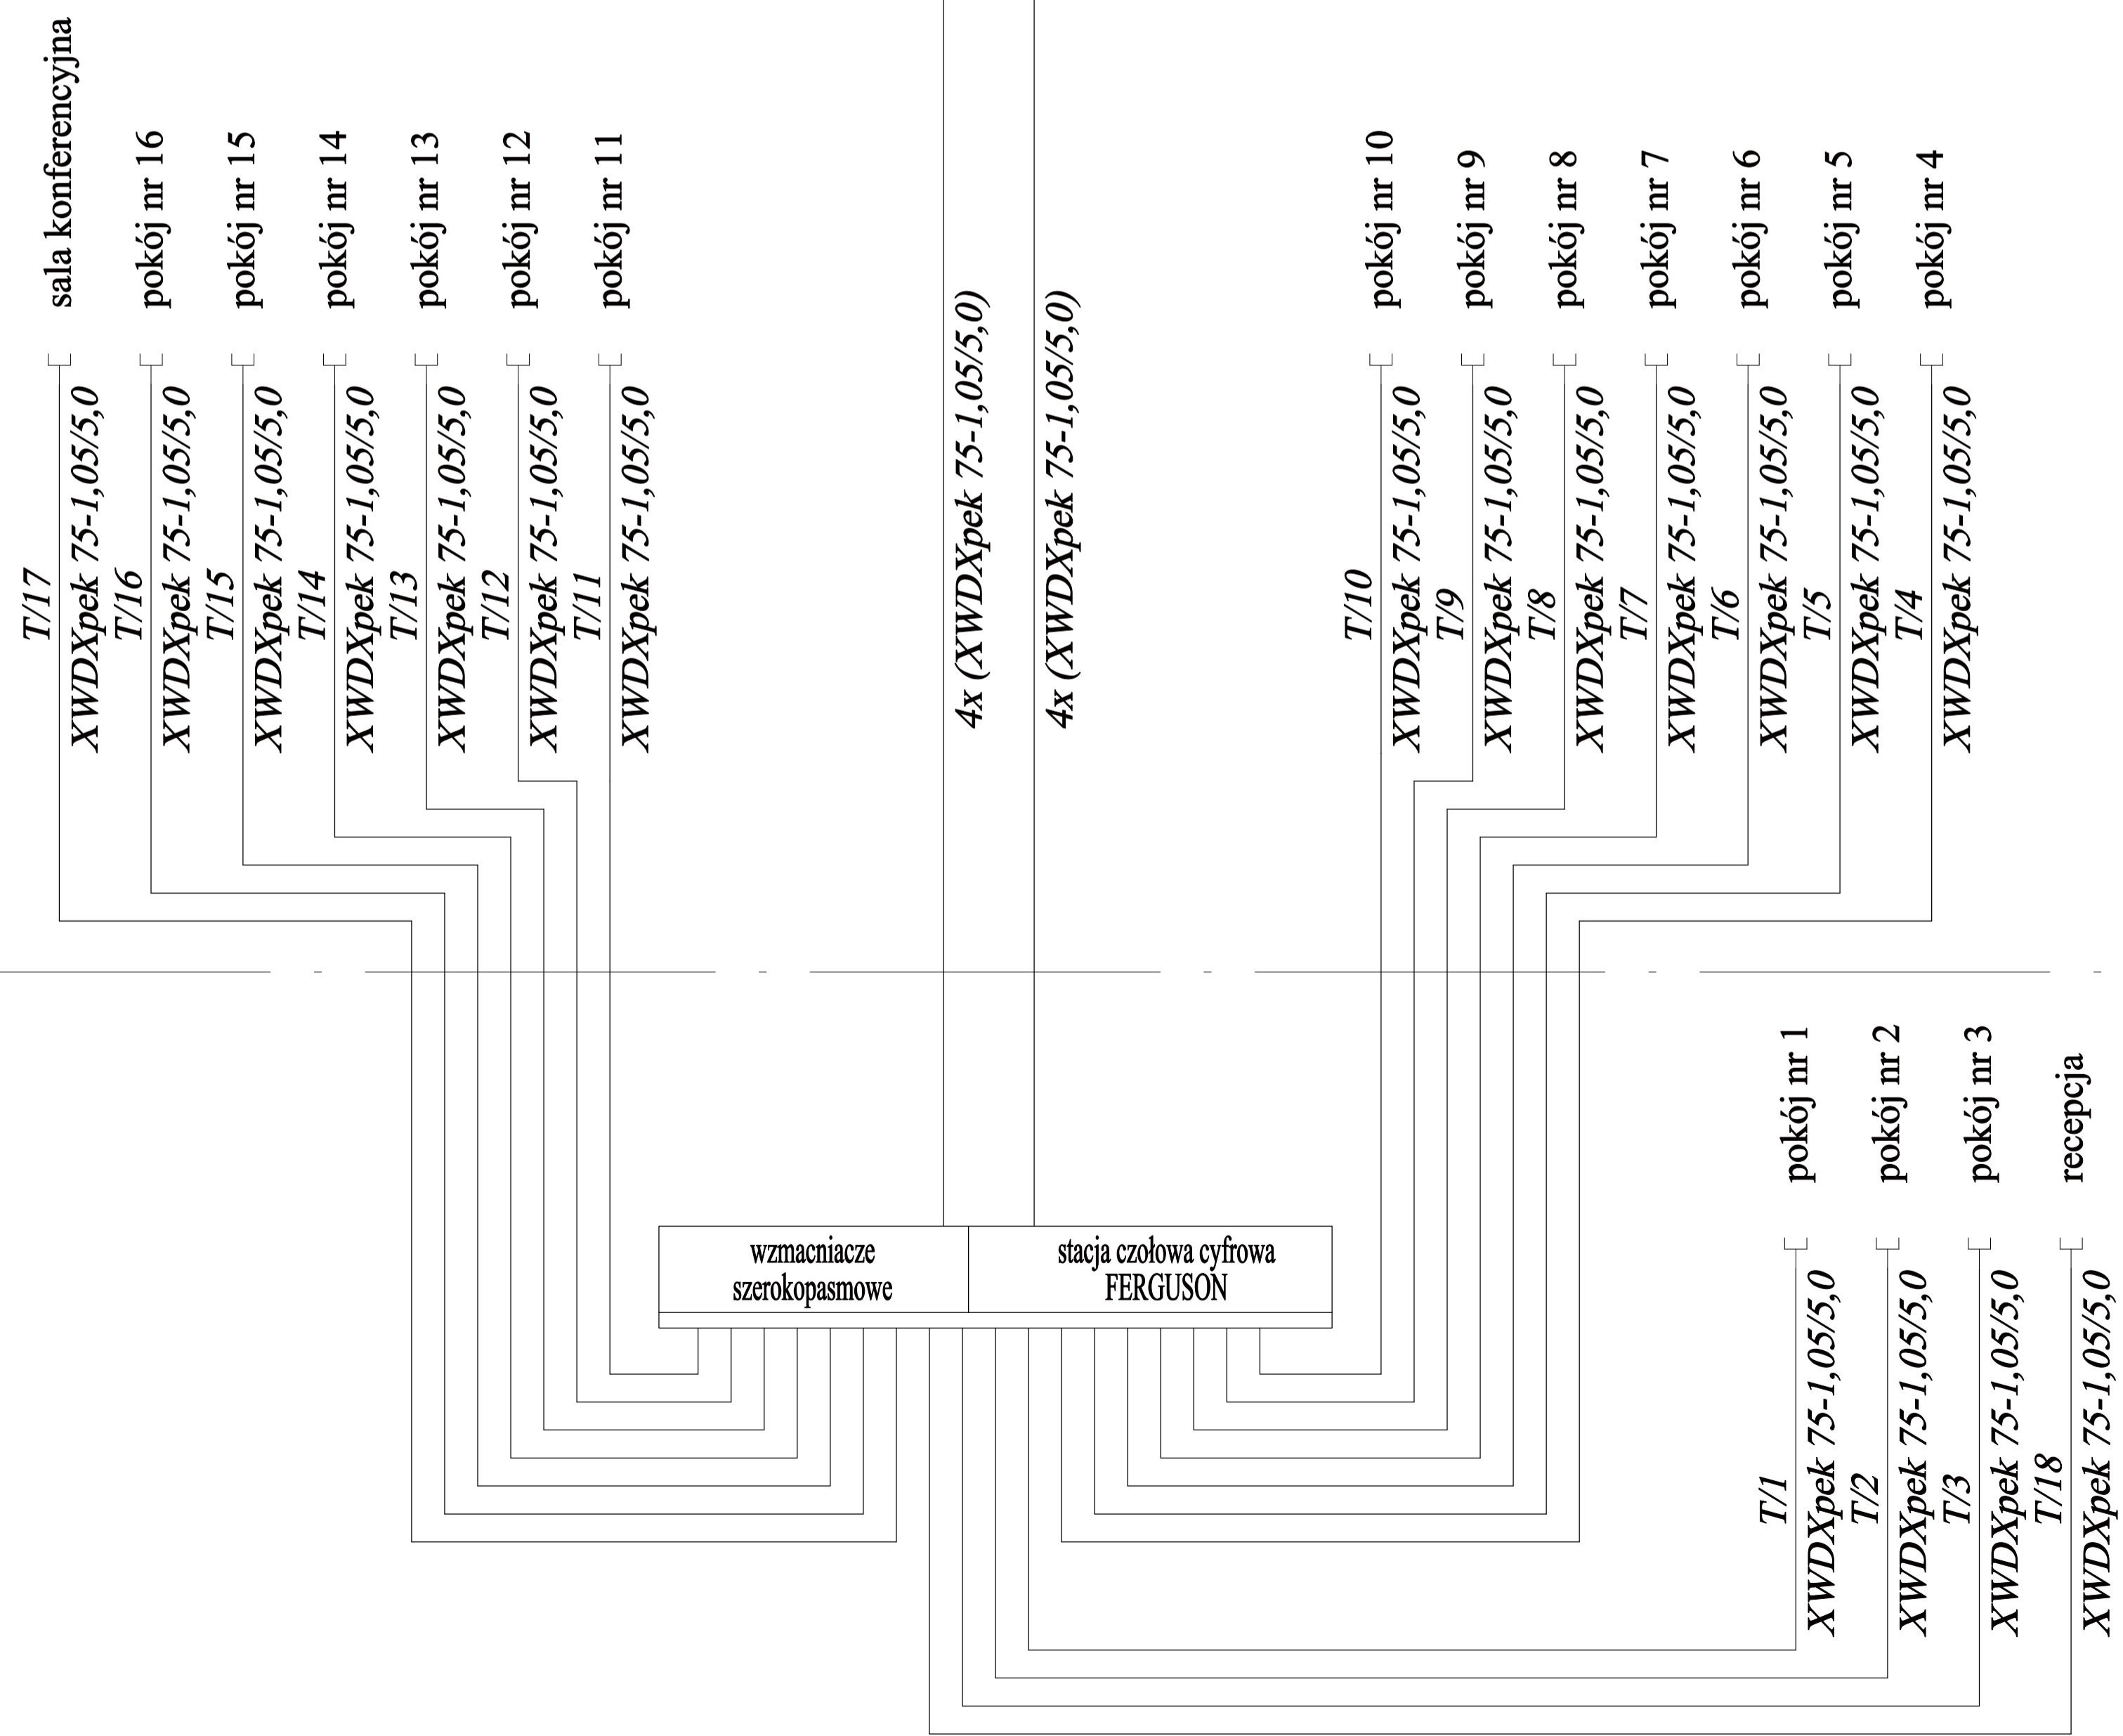 sala konferencyjna
T/17
XWDXpek 75-1,05/5,0
pokój nr 16
T/16
XWDXpek 75-1,05/5,0
pokój nr 15
T/15
XWDXpek 75-1,05/5,0
pokój nr 14
T/14
XWDXpek 75-1,05/5,0
pokój nr 13
T/13
XWDXpek 75-1,05/5,0
pokój nr 12
T/12
XWDXpek 75-1,05/5,0
pokój nr 11
T/11
XWDXpek 75-1,05/5,0
4x (XWDXpek 75-1,05/5,0)
4x (XWDXpek 75-1,05/5,0)
pokój nr 10
T/10
XWDXpek 75-1,05/5,0
pokój nr 9
T/9
XWDXpek 75-1,05/5,0
pokój nr 8
T/8
XWDXpek 75-1,05/5,0
pokój nr 7
T/7
XWDXpek 75-1,05/5,0
pokój nr 6
T/6
XWDXpek 75-1,05/5,0
pokój nr 5
T/5
XWDXpek 75-1,05/5,0
pokój nr 4
T/4
XWDXpek 75-1,05/5,0
wzmacniacze
szerokopasmowe
stacja czołowa cyfrowa
FERGUSON
pokój nr 1
T/1
XWDXpek 75-1,05/5,0
pokój nr 2
T/2
XWDXpek 75-1,05/5,0
pokój nr 3
T/3
XWDXpek 75-1,05/5,0
recepcja
T/18
XWDXpek 75-1,05/5,0